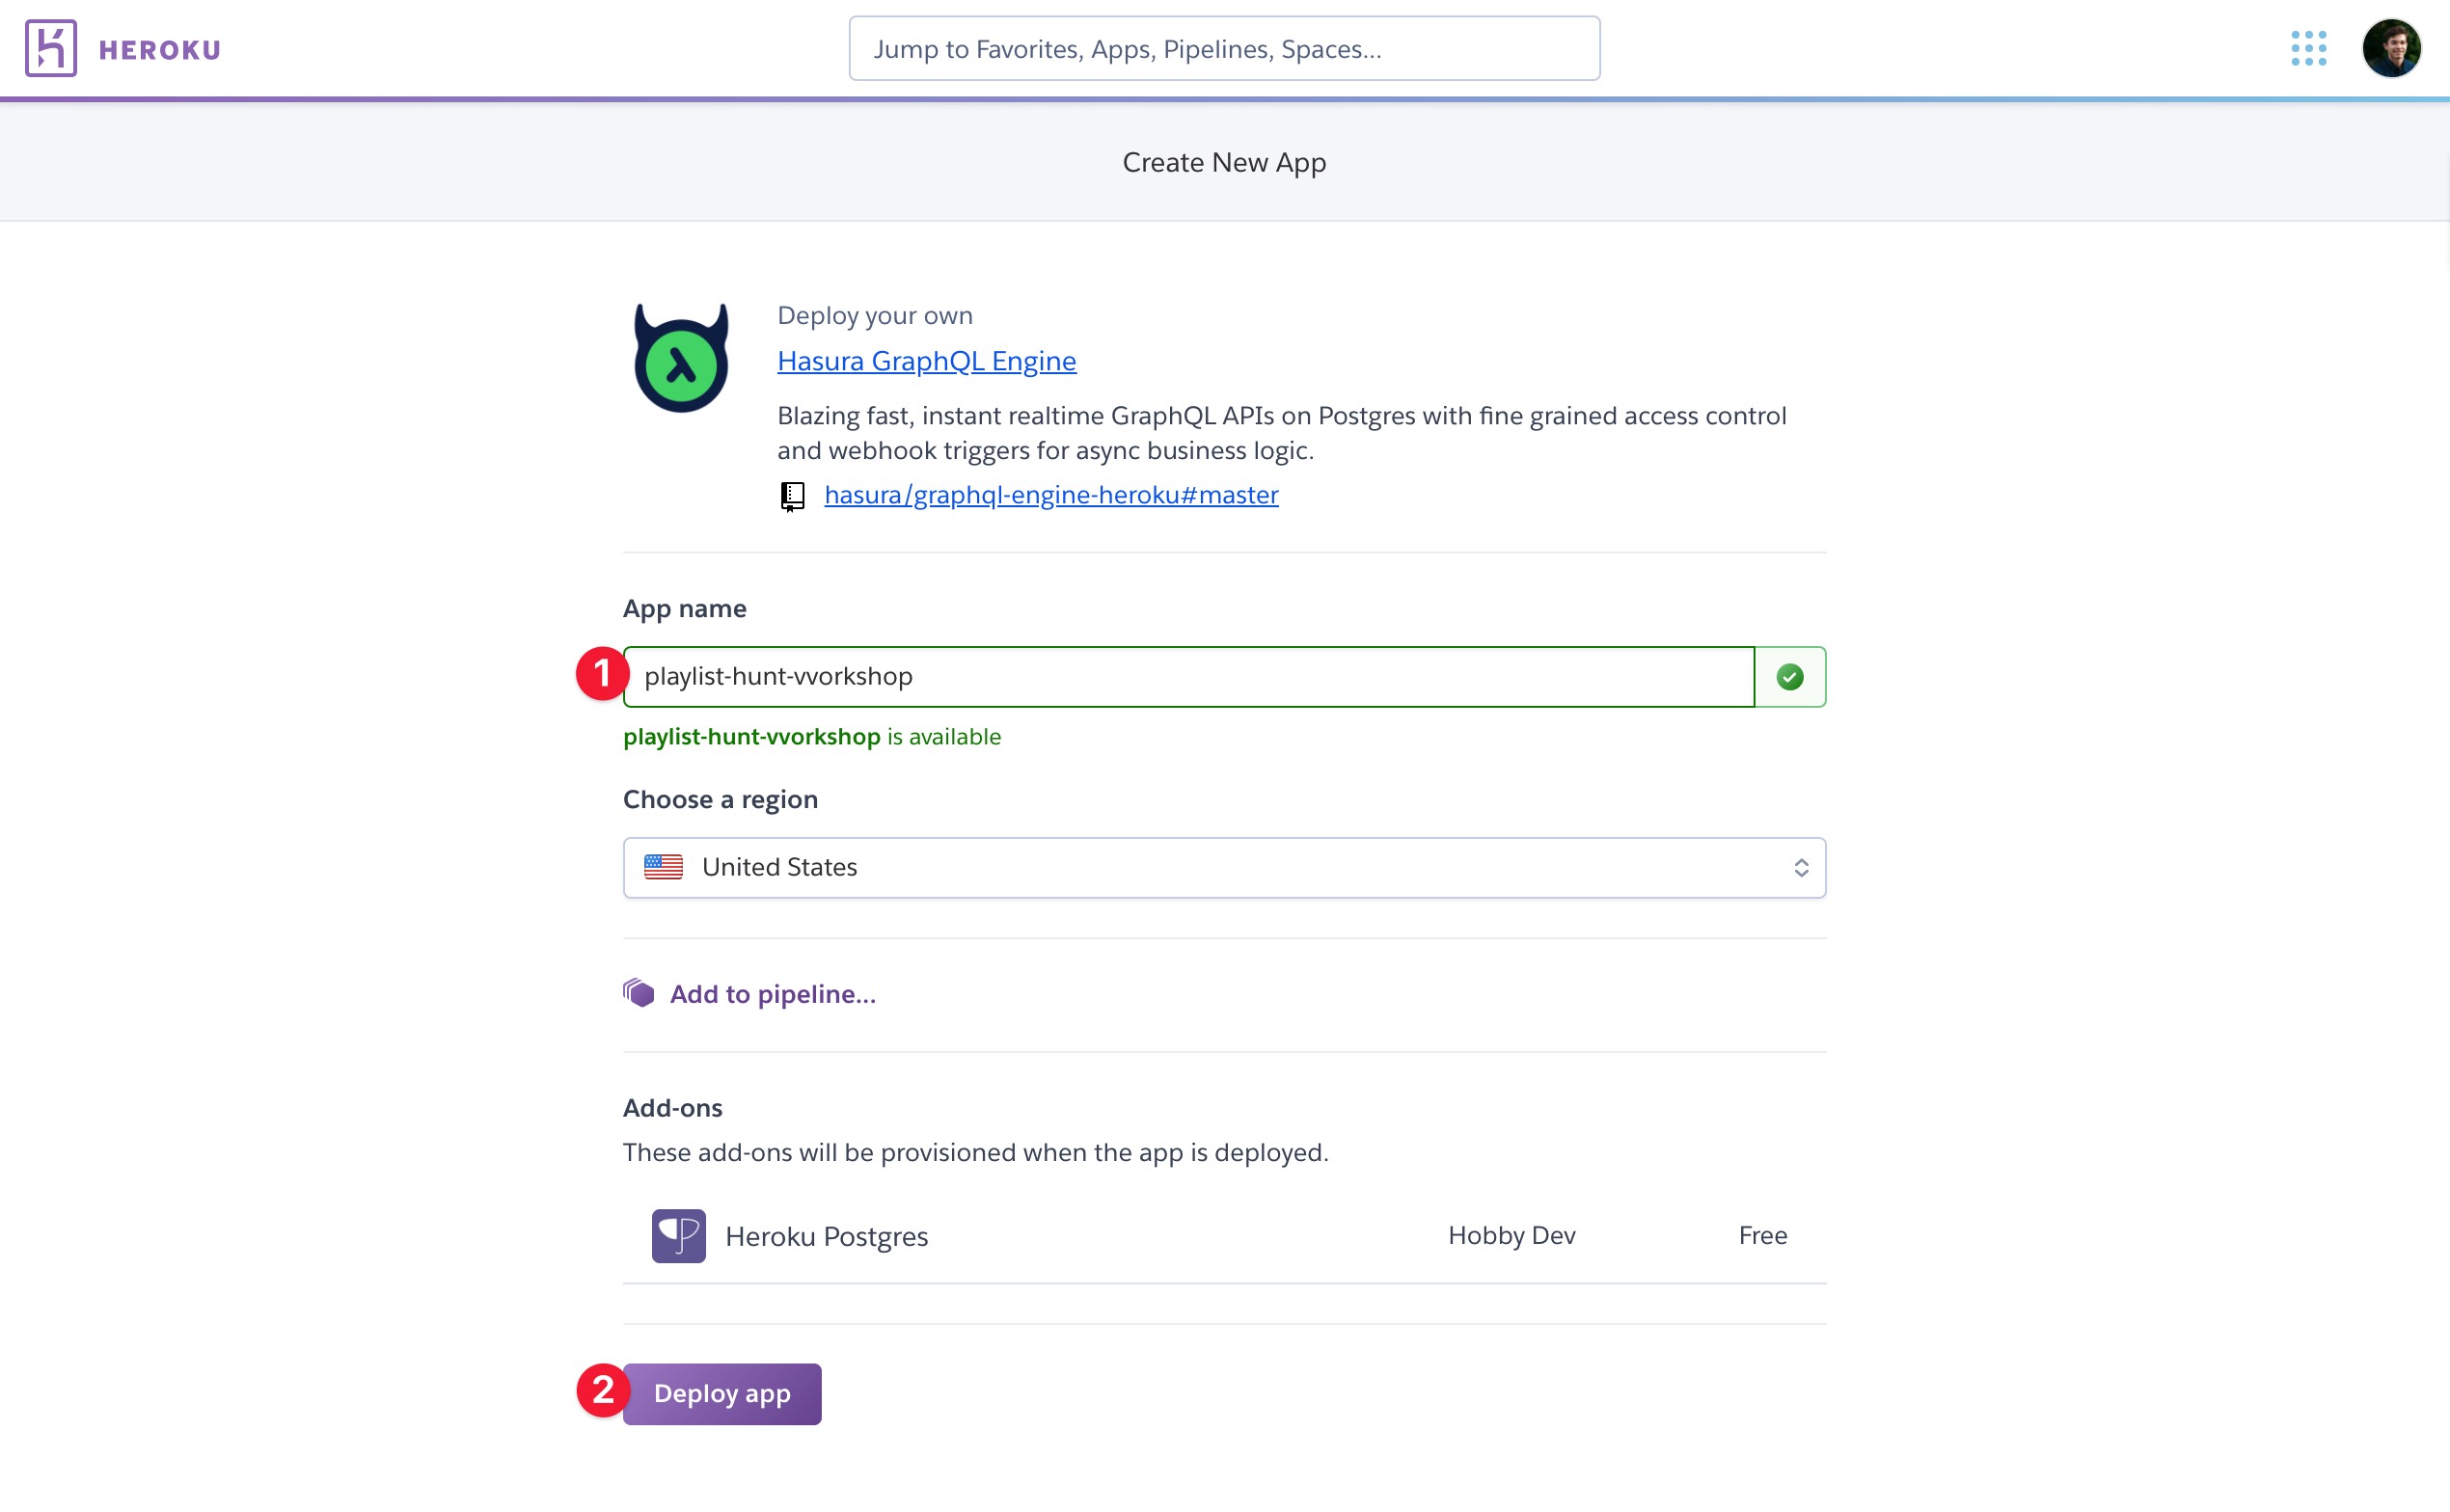 HEROKU
Jump to Favorites, Apps, Pipelines, Spaces...
Create New App
Deploy your own
Hasura GraphQL Engine
Blazing fast, instant realtime GraphQL APIs on Postgres with fine grained access control
and webhook triggers for async business logic.
hasura/graphql-engine-heroku#master
App name
1
playlist-hunt-vvorkshop
playlist-hunt-vvorkshop is available
Choose a region
United States
Add to pipeline...
Add-ons
These add-ons will be provisioned when the app is deployed.
Heroku Postgres Hobby Dev Free
2 Deploy app